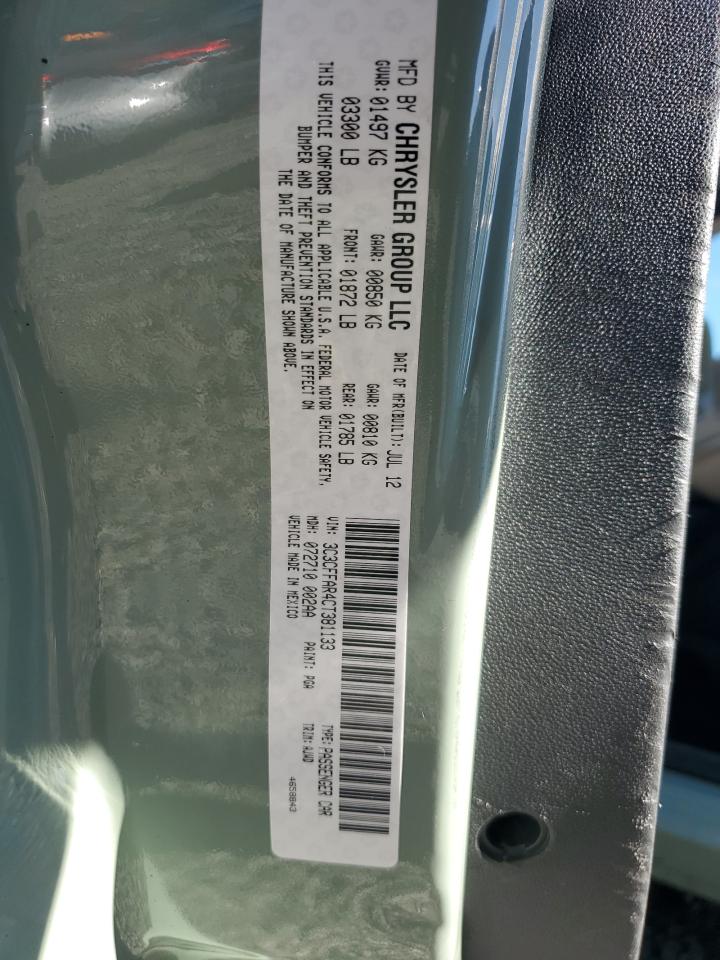 MFD BY CHRYSLER GROUP LLC DATE OF MFR(BUILT): JUL 12
GVWR: 01497 KG GAWR: 00850 KG GAWR: 00810 KG
03300 LB FRONT: 01872 LB REAR: 01785 LB
THIS VEHICLE CONFORMS TO ALL APPLICABLE U.S.A. FEDERAL MOTOR VEHICLE SAFETY,
BUMPER AND THEFT PREVENTION STANDARDS IN EFFECT ON
THE DATE OF MANUFACTURE SHOWN ABOVE.
VIN: 3C3CFFAR4CT381133 TYPE: PASSENGER CAR
MDH: 072710 002AA PAINT: PGA TRIM: AJWD
VEHICLE MADE IN MEXICO 4658843